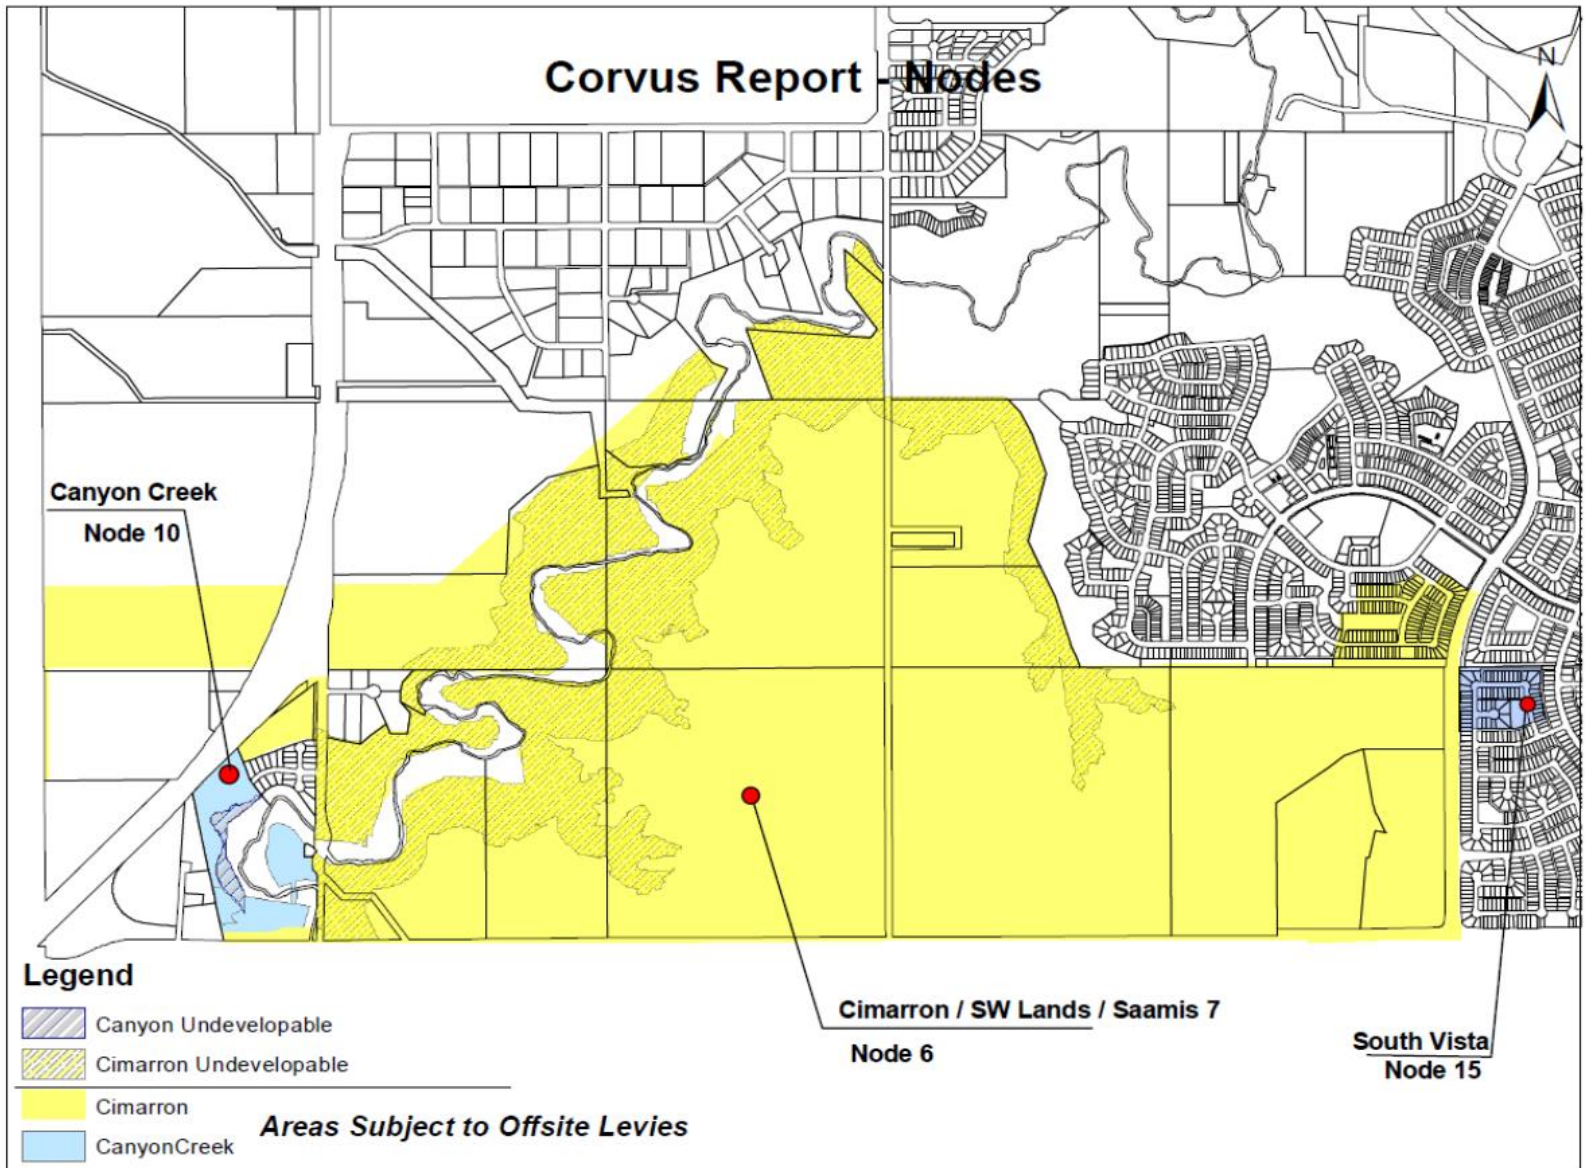 Corvus Report - Nodes
N
Canyon Creek
Node 10
Cimarron / SW Lands / Saamis 7
Node 6
South Vista
Node 15
Legend
Canyon Undevelopable
Cimarron Undevelopable
Cimarron
CanyonCreek
Areas Subject to Offsite Levies